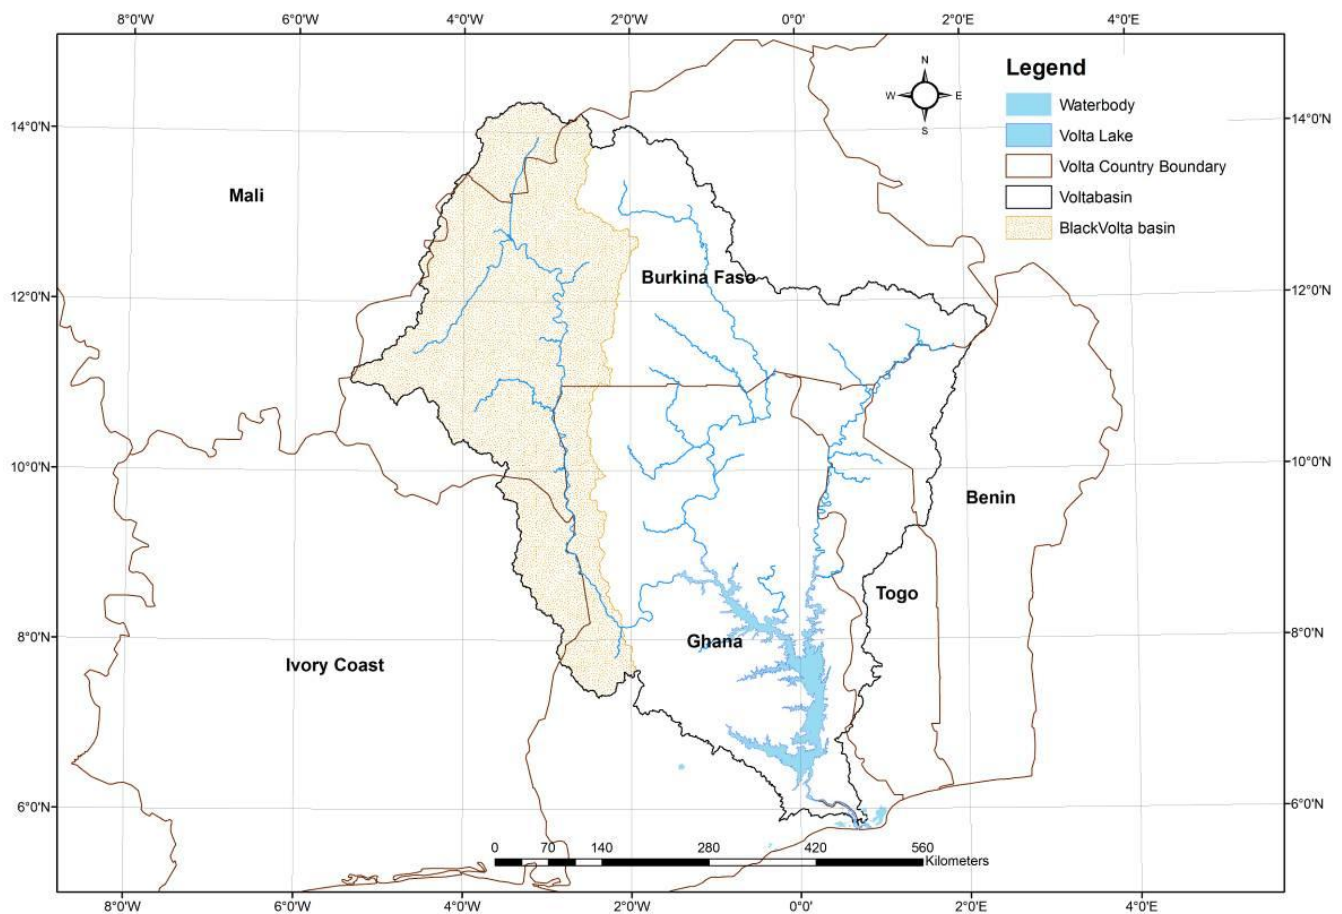 8°0'W 6°0'W 4°0'W 2°0'W 0°0' 2°0'E 4°0'E
N
W E
S
Legend
Waterbody
Volta Lake
Volta Country Boundary
Voltabasin
BlackVolta basin
14°0'N 14°0'N
Mali
Burkina Faso
12°0'N 12°0'N
10°0'N 10°0'N
Benin
Togo
8°0'N 8°0'N
Ghana
Ivory Coast
6°0'N 6°0'N
0 70 140 280 420 560
Kilometers
8°0'W 6°0'W 4°0'W 2°0'W 0°0' 2°0'E 4°0'E